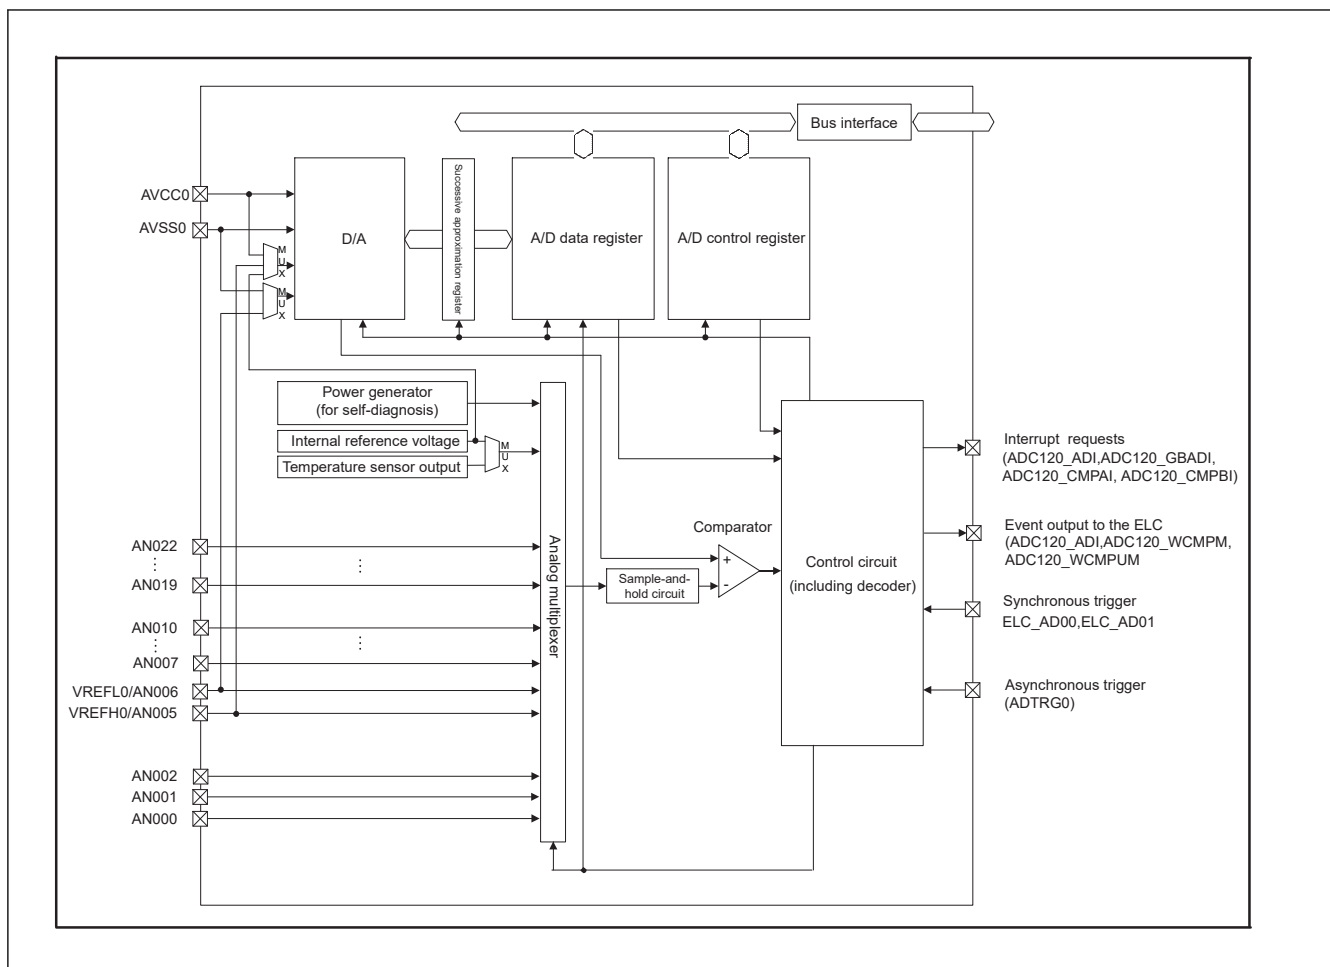 Bus interface
AVCC0
AVSS0
D/A
Successive approximation register
A/D data register
A/D control register
M
U
X
M
U
X
Power generator
(for self-diagnosis)
Internal reference voltage
Temperature sensor output
M
U
X
Analog multiplexer
Comparator
+
-
Sample-and-
hold circuit
Control circuit
(including decoder)
Interrupt requests
(ADC120_ADI,ADC120_GBADI,
ADC120_CMPAI, ADC120_CMPBI)
Event output to the ELC
(ADC120_ADI,ADC120_WCMPM,
ADC120_WCMPUM
Synchronous trigger
ELC_AD00,ELC_AD01
Asynchronous trigger
(ADTRG0)
AN022
AN019
AN010
AN007
VREFL0/AN006
VREFH0/AN005
AN002
AN001
AN000